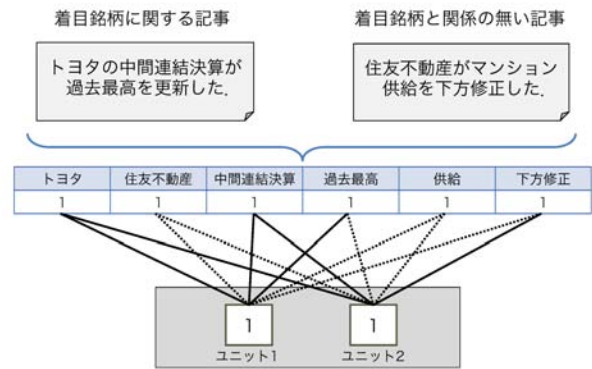 着目銘柄に関する記事
着目銘柄と関係の無い記事
トヨタの中間連結決算が
過去最高を更新した.
住友不動産がマンション
供給を下方修正した.
トヨタ 住友不動産 中間連結決算 過去最高 供給 下方修正
1 1 1 1 1 1
1 1
ユニット1 ユニット2